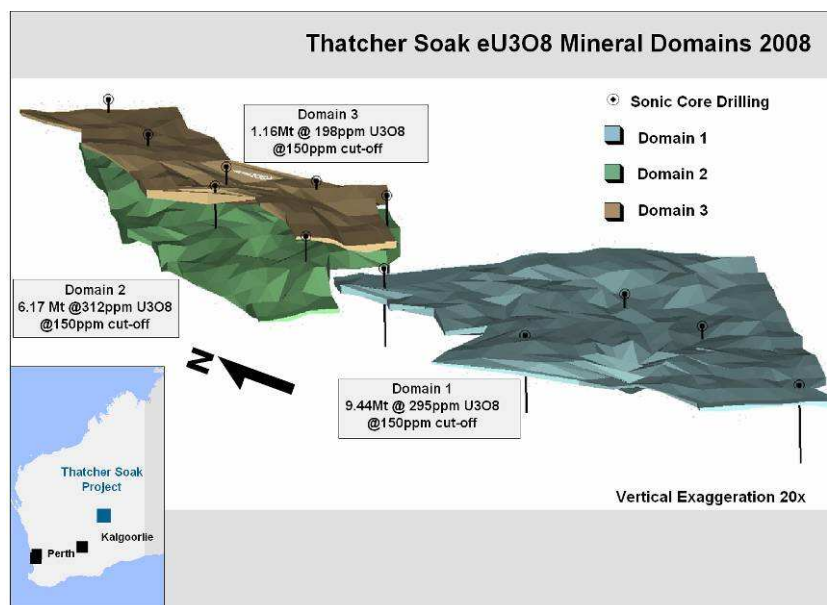 Thatcher Soak eU3O8 Mineral Domains 2008
Domain 3
1.16Mt @ 198ppm U3O8
@150ppm cut-off
Sonic Core Drilling
Domain 1
Domain 2
Domain 3
Domain 2
6.17 Mt @312ppm U3O8
@150ppm cut-off
N
Domain 1
9.44Mt @ 295ppm U3O8
@150ppm cut-off
Thatcher Soak
Project
Kalgoorlie
Perth
Vertical Exaggeration 20x